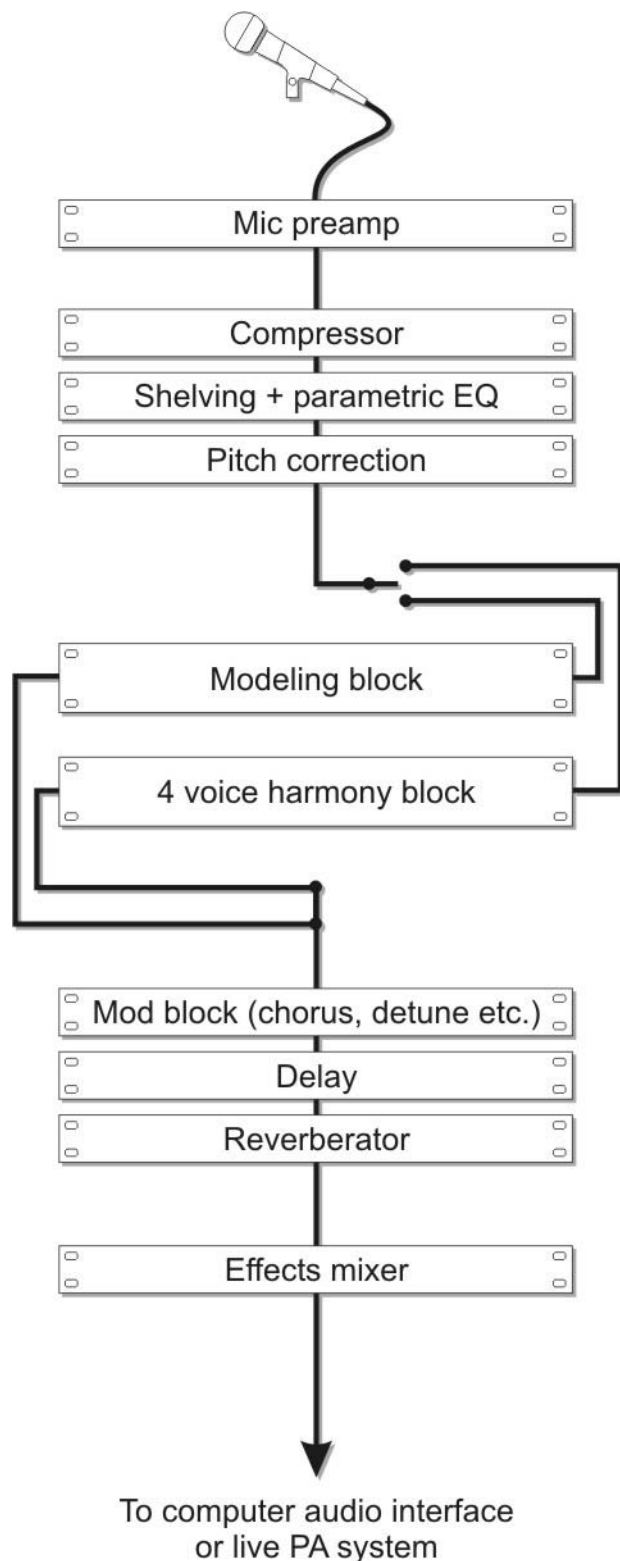 Mic preamp
Compressor
Shelving + parametric EQ
Pitch correction
Modeling block
4 voice harmony block
Mod block (chorus, detune etc.)
Delay
Reverberator
Effects mixer
To computer audio interface
or live PA system